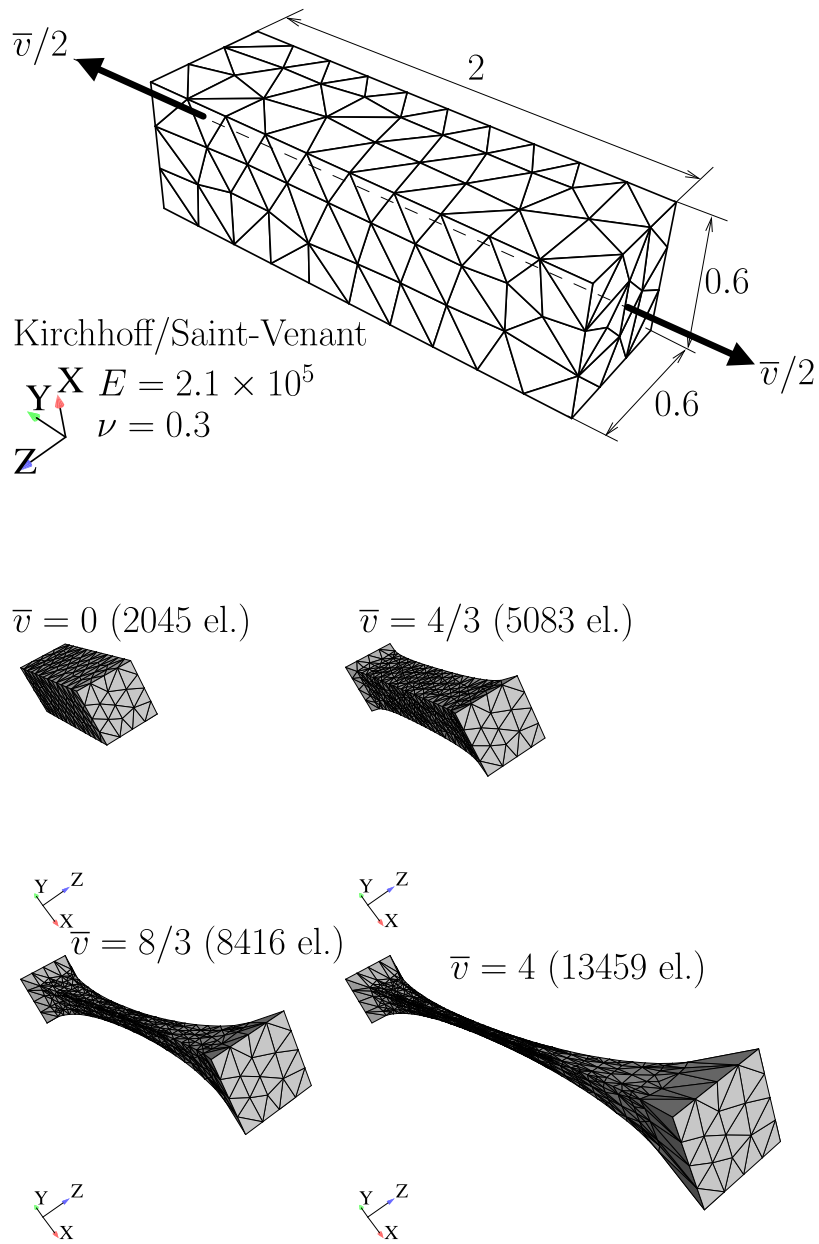 v̅/2
2
0.6
0.6
v̅/2
Kirchhoff/Saint-Venant
E = 2.1 × 10⁵
ν = 0.3
X
Y
Z
v̅ = 0 (2045 el.)
v̅ = 4/3 (5083 el.)
Y
Z
X
Y
Z
X
v̅ = 8/3 (8416 el.)
v̅ = 4 (13459 el.)
Y
Z
X
Y
Z
X